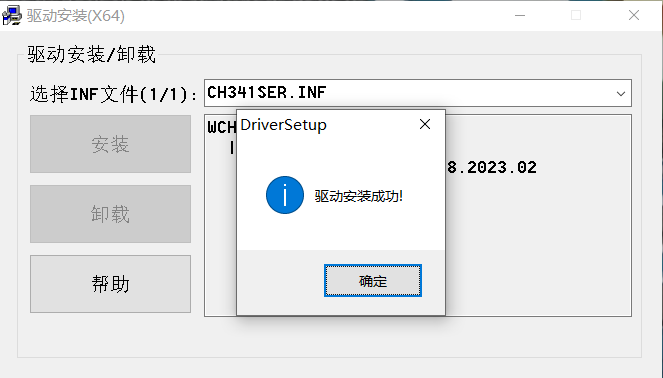 驱动安装(X64)
驱动安装/卸载
选择INF文件(1/1):
CH341SER.INF
安装
WCH
DriverSetup
8.2023.02
驱动安装成功!
卸载
帮助
确定